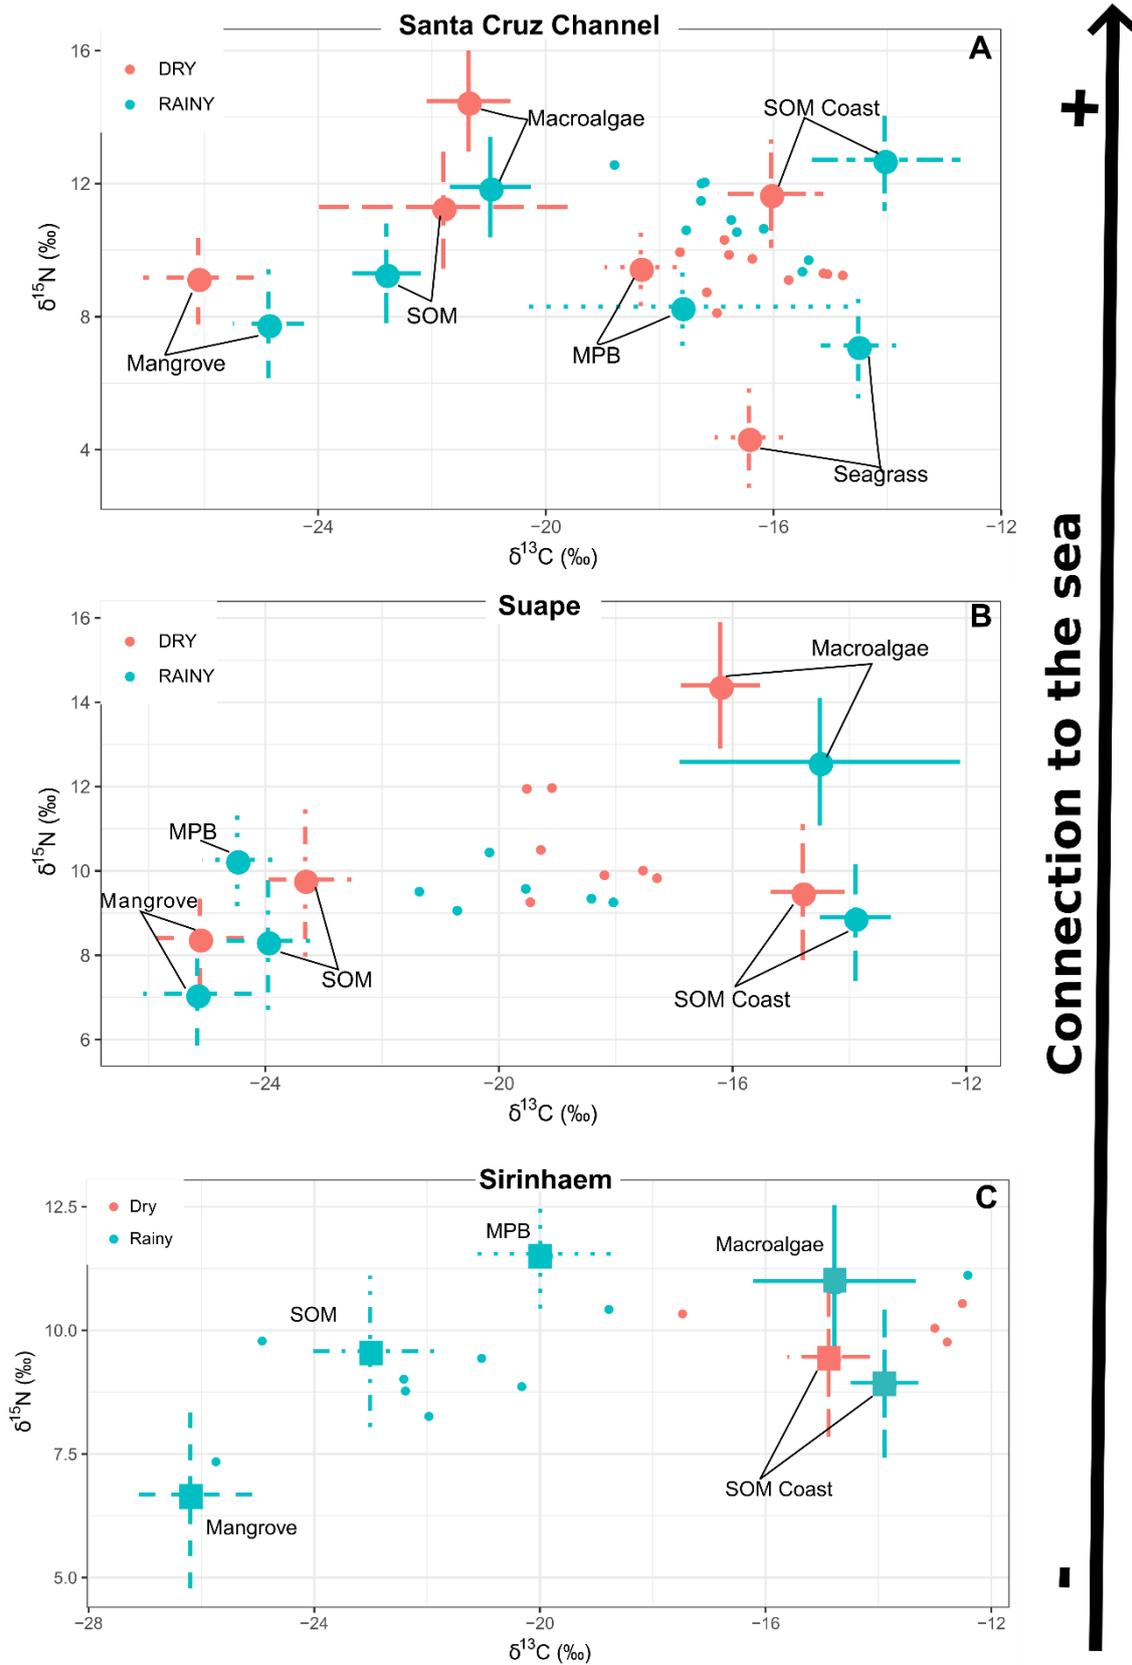 Santa Cruz Channel
A
DRY
RAINY
Macroalgae
SOM Coast
SOM
Mangrove
MPB
Seagrass
16
12
8
4
δ15N (‰)
−24
−20
−16
−12
δ13C (‰)
+
Suape
B
DRY
RAINY
Macroalgae
MPB
Mangrove
SOM
SOM Coast
16
14
12
10
8
6
δ15N (‰)
−24
−20
−16
−12
δ13C (‰)
Connection to the sea
Sirinhaem
C
Dry
Rainy
MPB
Macroalgae
SOM
SOM Coast
Mangrove
12.5
10.0
7.5
5.0
δ15N (‰)
−28
−24
−20
−16
−12
δ13C (‰)
-